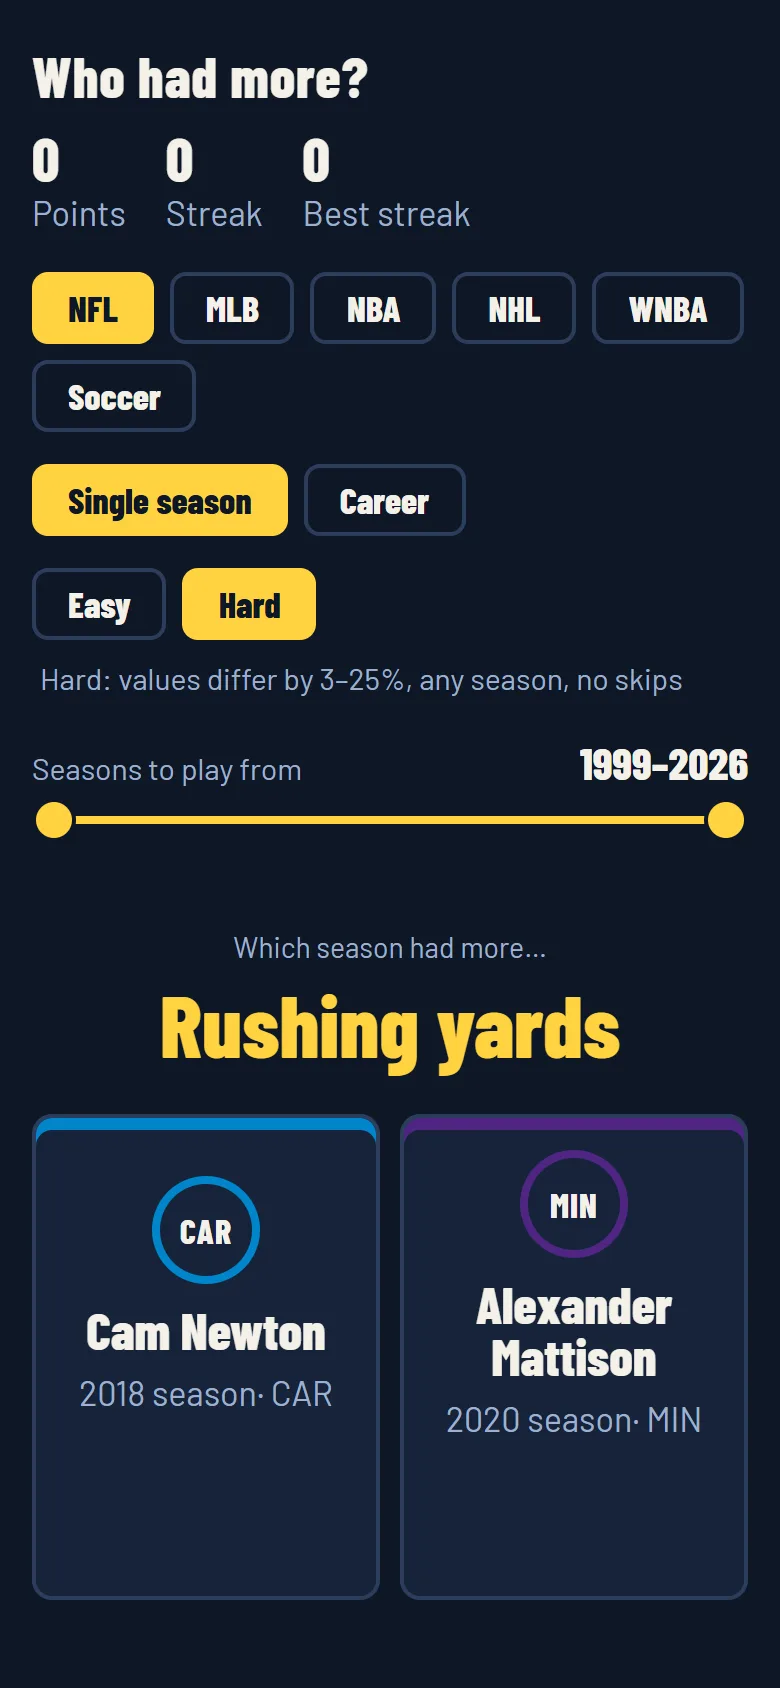 Who had more?
0 0 0
Points Streak Best streak
NFL MLB NBA NHL WNBA
Soccer
Single season Career
Easy Hard
Hard: values differ by 3–25%, any season, no skips
Seasons to play from 1999–2026
Which season had more...
Rushing yards
CAR
Cam Newton
2018 season· CAR
MIN
Alexander
Mattison
2020 season· MIN